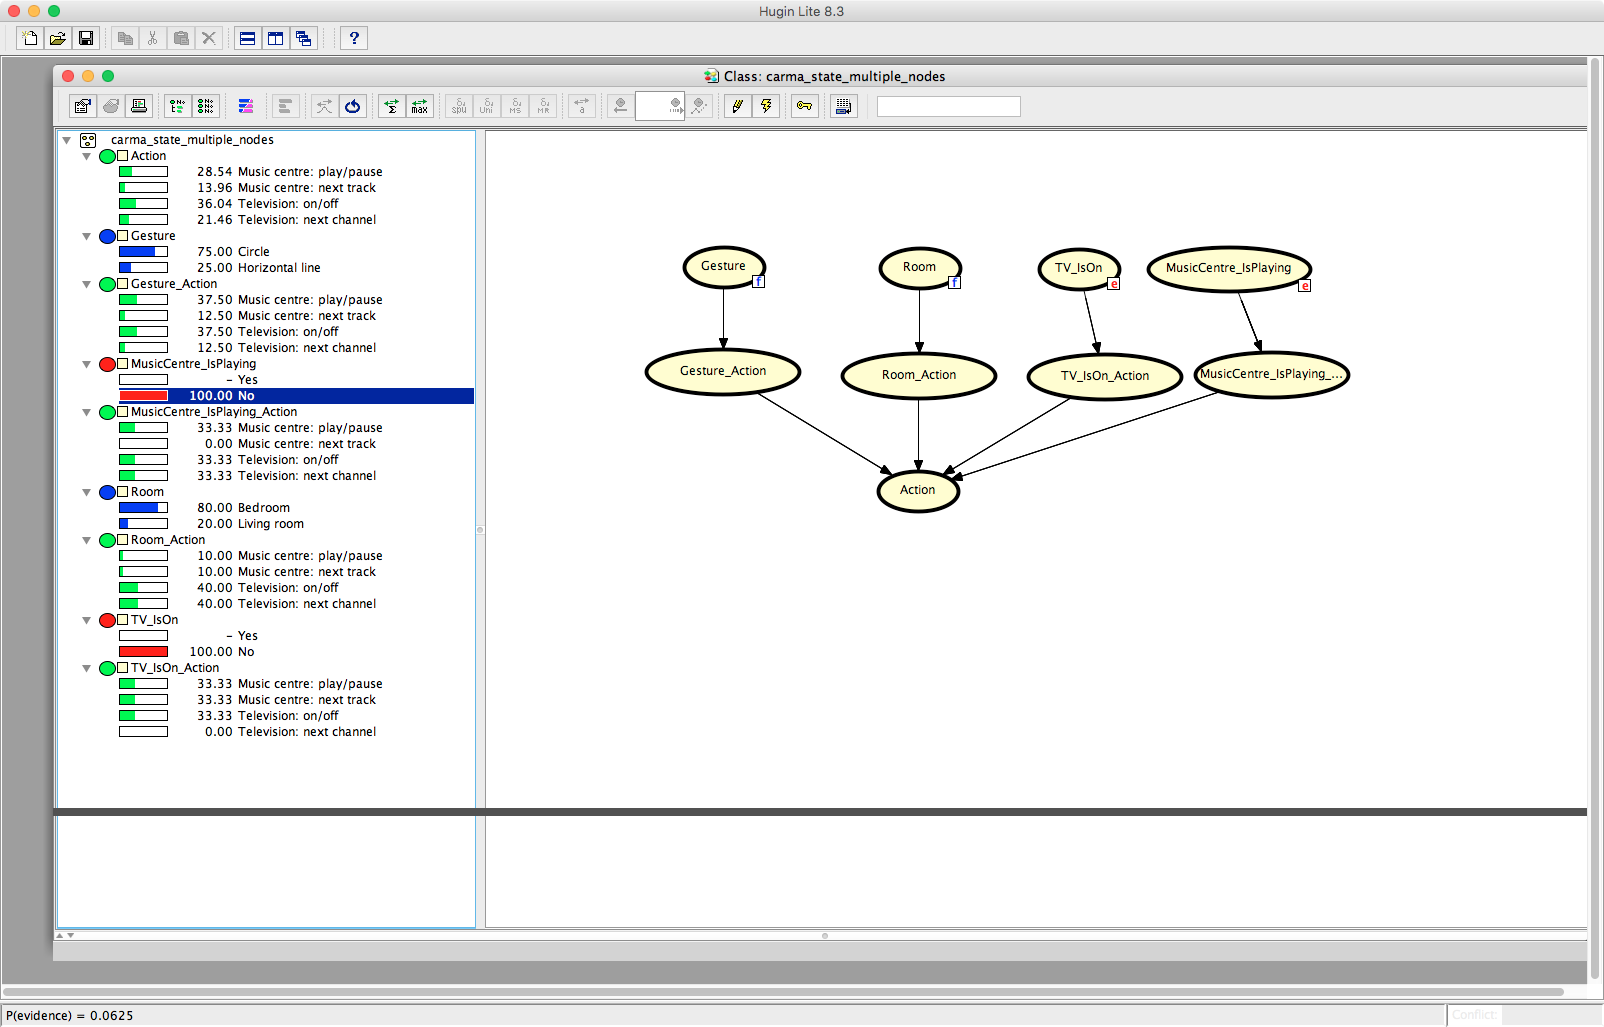 Hugin Lite 8.3
?
Class: carma_state_multiple_nodes
Σ
max
δ spu
δ Uni
δ MS
δ MR
a
carma_state_multiple_nodes
Action
28.54 Music centre: play/pause
13.96 Music centre: next track
36.04 Television: on/off
21.46 Television: next channel
Gesture
75.00 Circle
25.00 Horizontal line
Gesture_Action
37.50 Music centre: play/pause
12.50 Music centre: next track
37.50 Television: on/off
12.50 Television: next channel
MusicCentre_IsPlaying
- Yes
100.00 No
MusicCentre_IsPlaying_Action
33.33 Music centre: play/pause
0.00 Music centre: next track
33.33 Television: on/off
33.33 Television: next channel
Room
80.00 Bedroom
20.00 Living room
Room_Action
10.00 Music centre: play/pause
10.00 Music centre: next track
40.00 Television: on/off
40.00 Television: next channel
TV_IsOn
- Yes
100.00 No
TV_IsOn_Action
33.33 Music centre: play/pause
33.33 Music centre: next track
33.33 Television: on/off
0.00 Television: next channel
Gesture
f
Room
f
TV_IsOn
e
MusicCentre_IsPlaying
e
Gesture_Action
Room_Action
TV_IsOn_Action
MusicCentre_IsPlaying_...
Action
P(evidence) = 0.0625
Conflict: